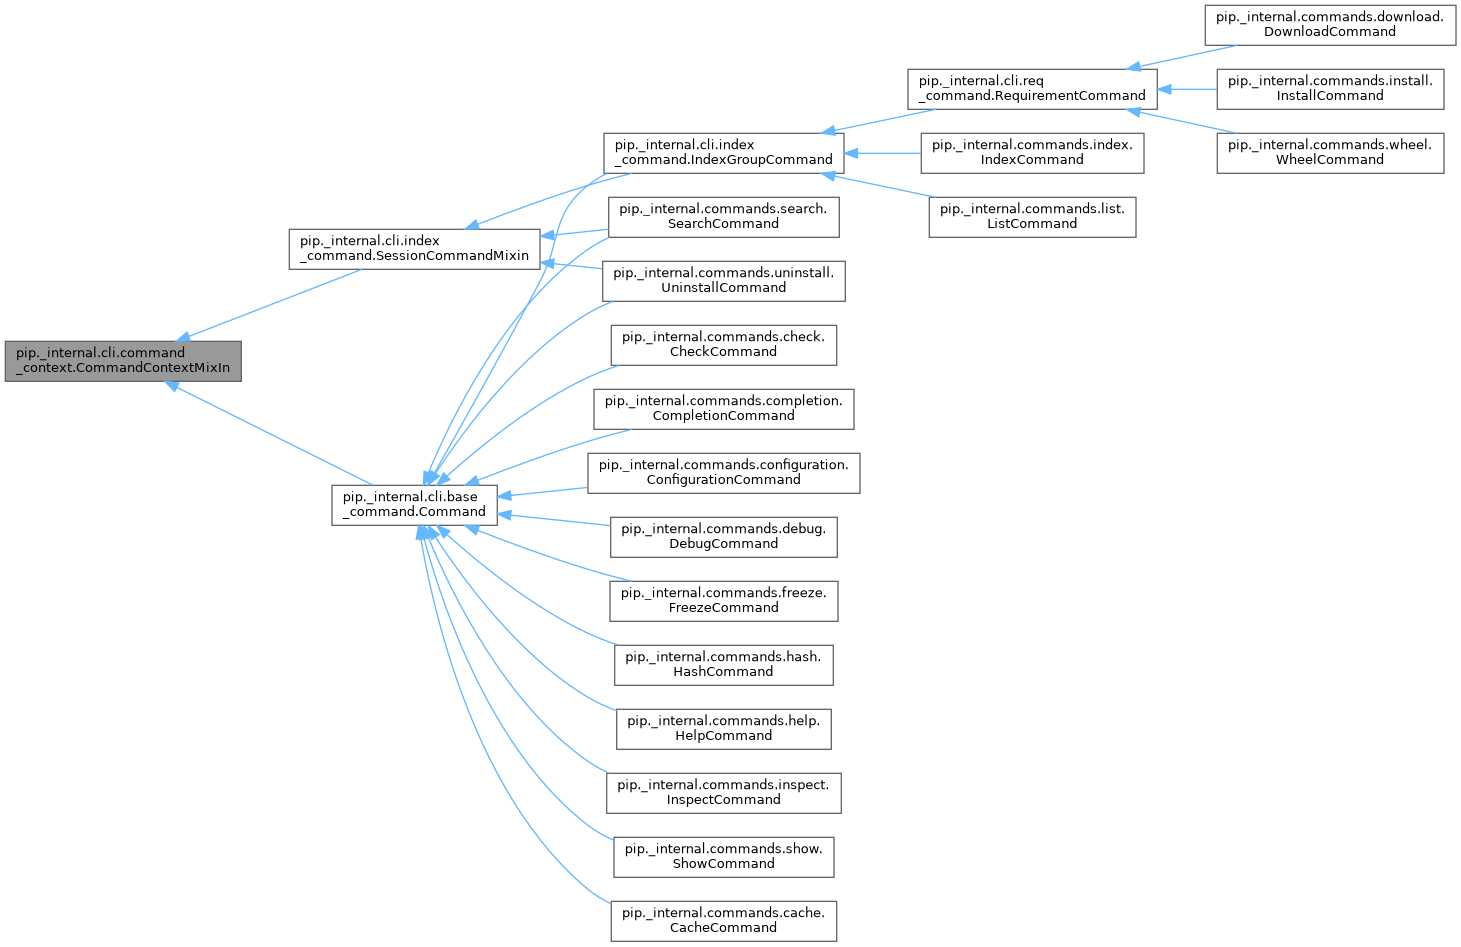 pip._internal.commands.download.
DownloadCommand
pip._internal.cli.req
_command.RequirementCommand
pip._internal.commands.install.
InstallCommand
pip._internal.cli.index
_command.IndexGroupCommand
pip._internal.commands.index.
IndexCommand
pip._internal.commands.wheel.
WheelCommand
pip._internal.commands.search.
SearchCommand
pip._internal.commands.list.
ListCommand
pip._internal.cli.index
_command.SessionCommandMixin
pip._internal.commands.uninstall.
UninstallCommand
pip._internal.commands.check.
CheckCommand
pip._internal.cli.command
_context.CommandContextMixIn
pip._internal.commands.completion.
CompletionCommand
pip._internal.commands.configuration.
ConfigurationCommand
pip._internal.cli.base
_command.Command
pip._internal.commands.debug.
DebugCommand
pip._internal.commands.freeze.
FreezeCommand
pip._internal.commands.hash.
HashCommand
pip._internal.commands.help.
HelpCommand
pip._internal.commands.inspect.
InspectCommand
pip._internal.commands.show.
ShowCommand
pip._internal.commands.cache.
CacheCommand